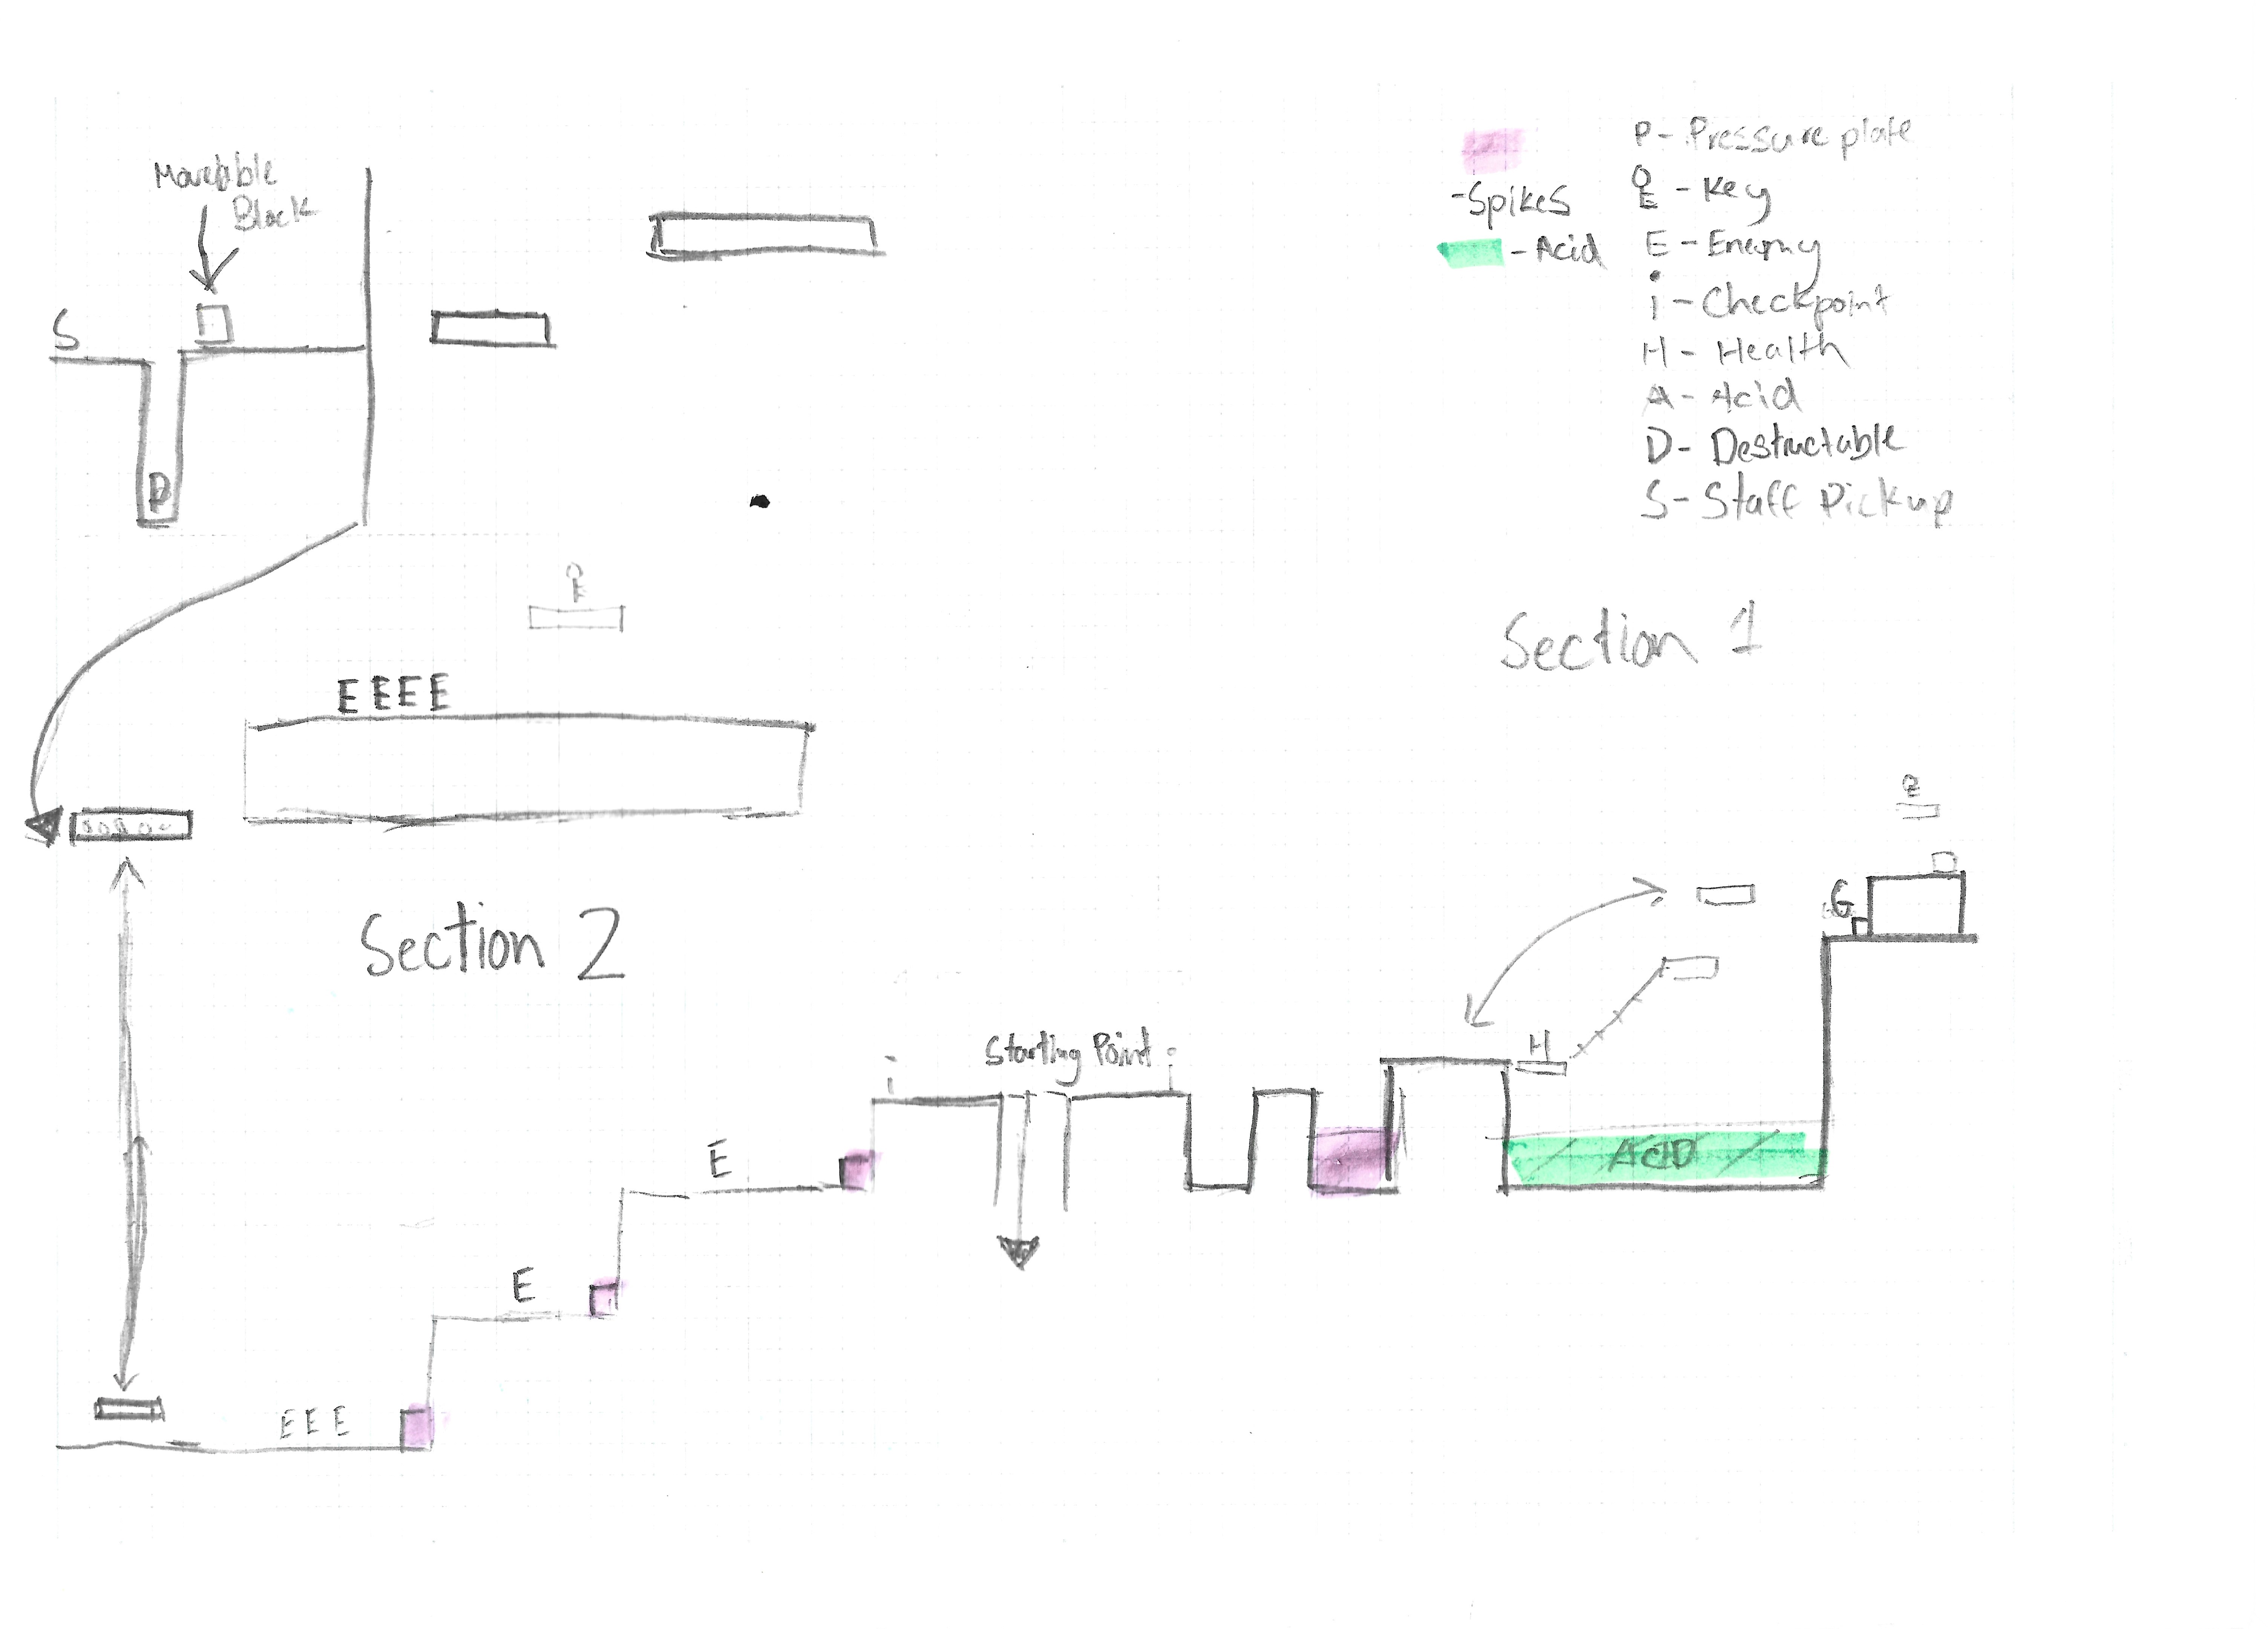 Moveable
Block
S
P
-Spikes
-Acid
P- Pressure plate
- Key
E - Enemy
i - Checkpoint
H - Health
A - Acid
D- Destructable
S- Staff Pickup
E E E E
Section 1
Section 2
G
Starting Point
i
H
ACID
E
E
E E E